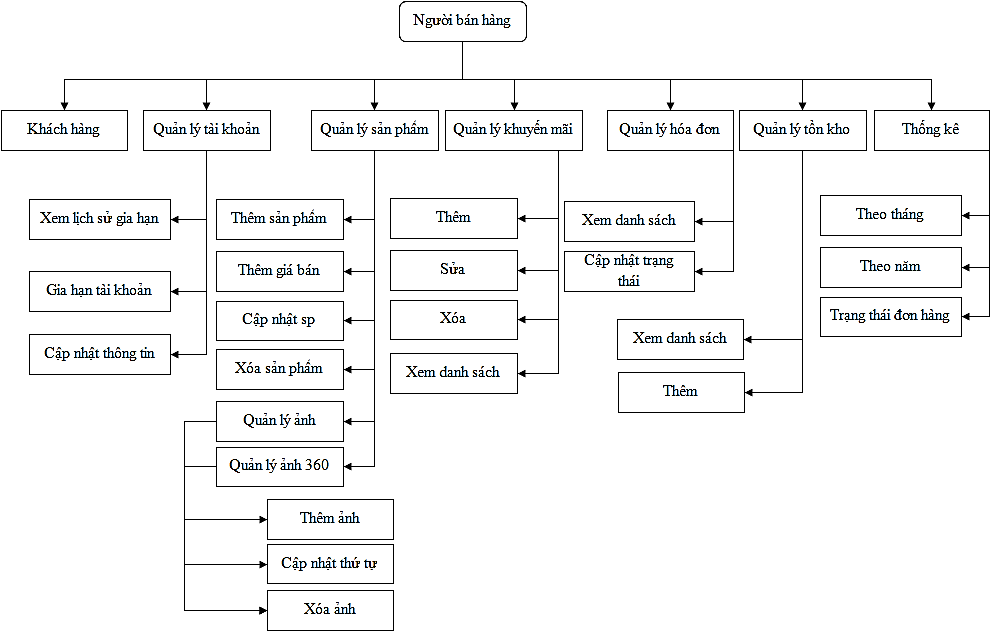 Người bán hàng
Khách hàng
Quản lý tài khoản
Quản lý sản phẩm
Quản lý khuyến mãi
Quản lý hóa đơn
Quản lý tồn kho
Thống kê
Xem lịch sử gia hạn
Gia hạn tài khoản
Cập nhật thông tin
Thêm sản phẩm
Thêm giá bán
Cập nhật sp
Xóa sản phẩm
Quản lý ảnh
Quản lý ảnh 360
Thêm ảnh
Cập nhật thứ tự
Xóa ảnh
Thêm
Sửa
Xóa
Xem danh sách
Xem danh sách
Cập nhật trạng
thái
Xem danh sách
Thêm
Theo tháng
Theo năm
Trạng thái đơn hàng